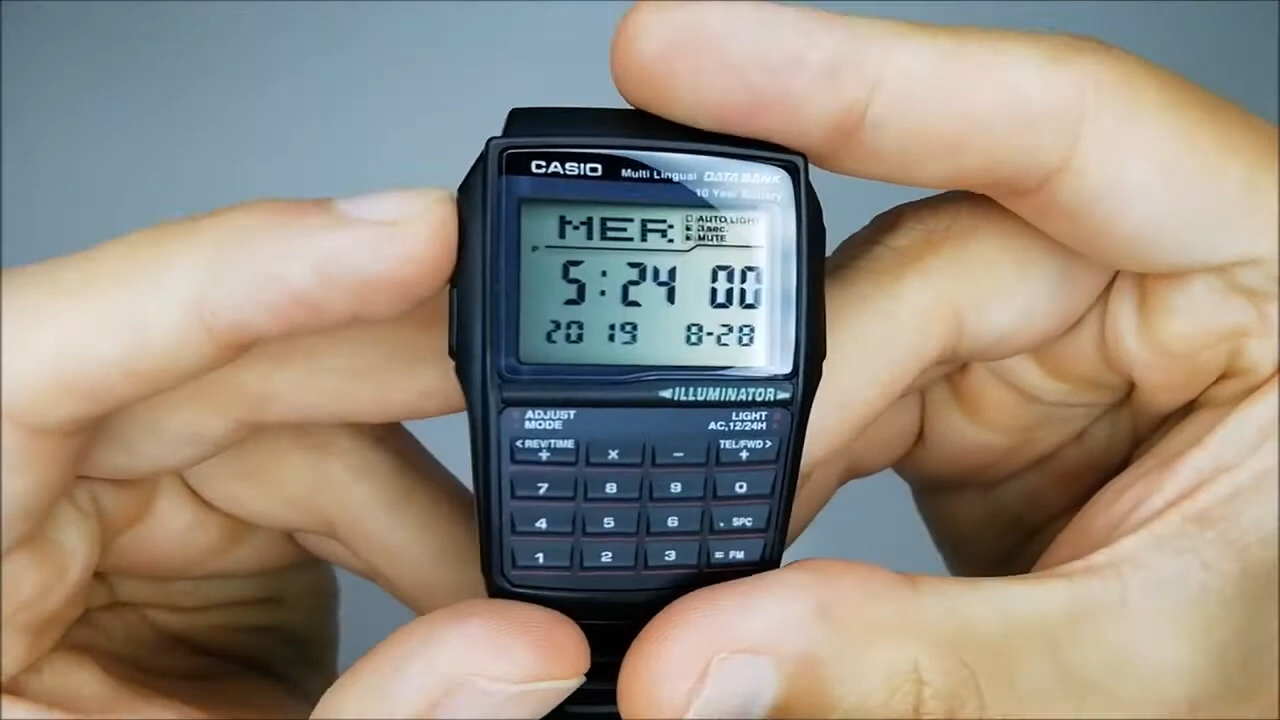 CASIO Multi Lingual DATA BANK
10 Year Battery
MER AUTO LIGHT
3sec.
MUTE
P
5:24 00
2019 8-28
ILLUMINATOR
ADJUST LIGHT
MODE AC,12/24H
<REV/TIME TEL/FWD>
÷ × − +
7 8 9 0
4 5 6 . SPC
1 2 3 = PM